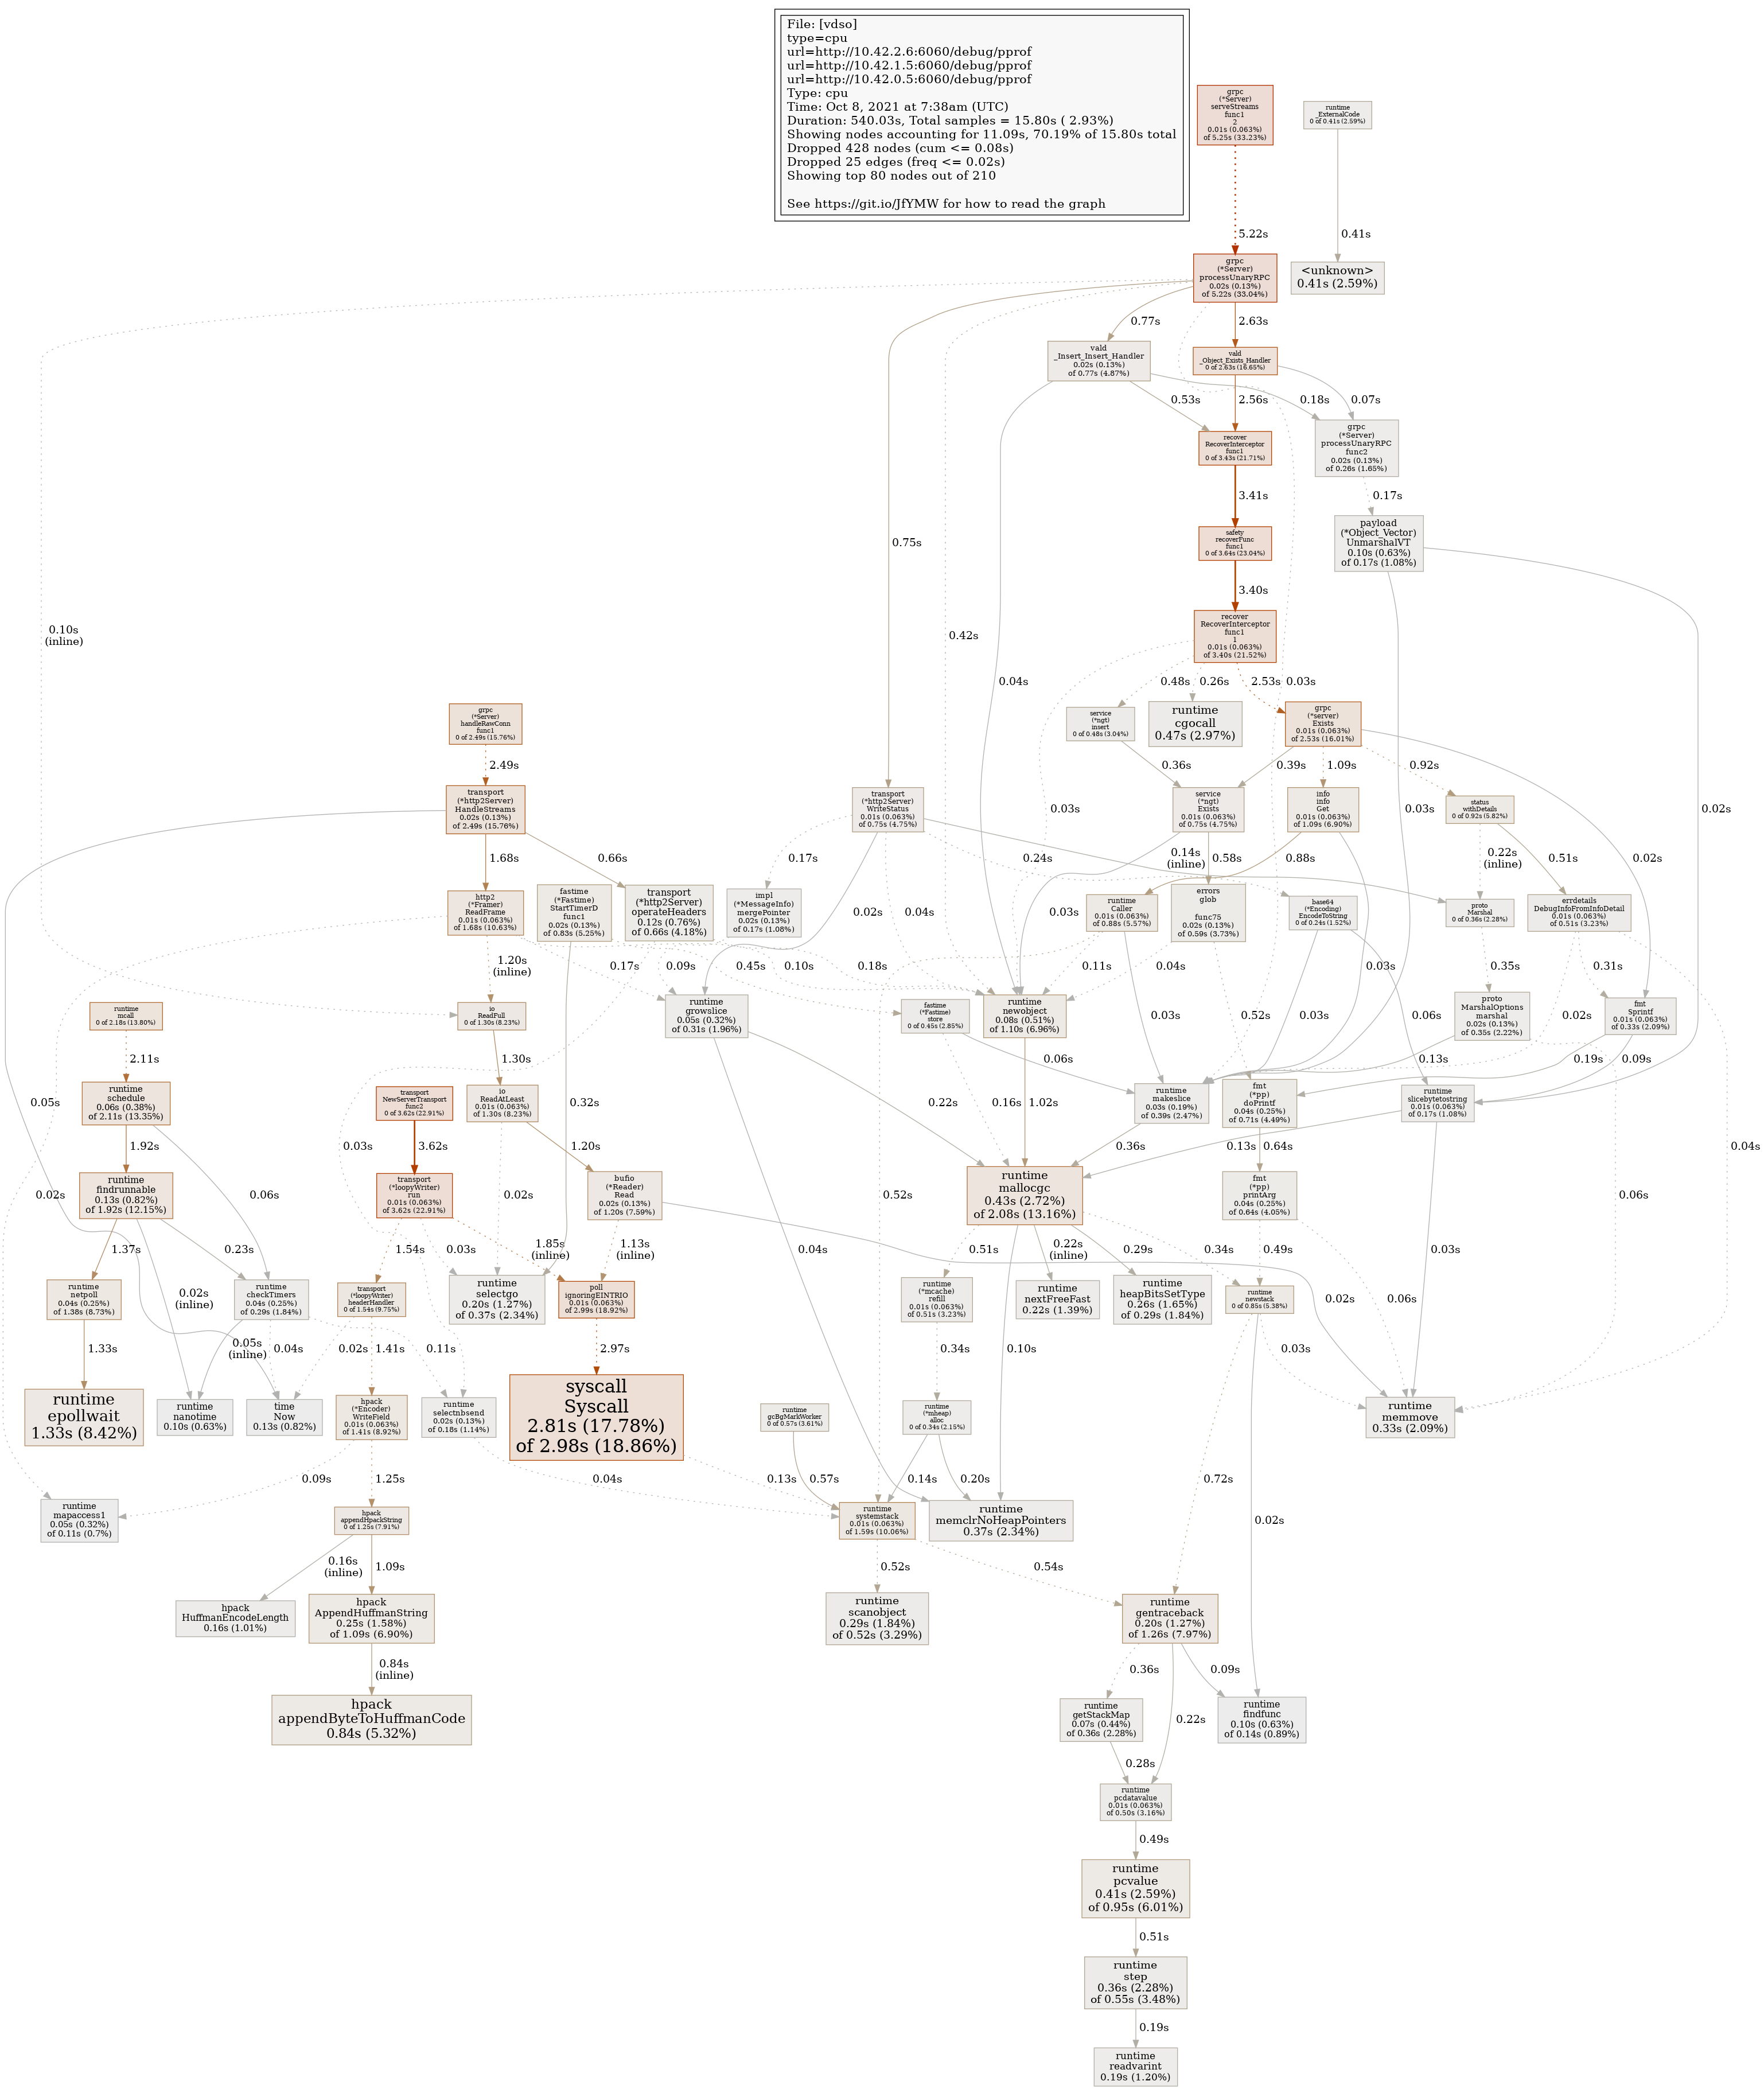 File: [vdso]
type=cpu
url=http://10.42.2.6:6060/debug/pprof
url=http://10.42.1.5:6060/debug/pprof
url=http://10.42.0.5:6060/debug/pprof
Type: cpu
Time: Oct 8, 2021 at 7:38am (UTC)
Duration: 540.03s, Total samples = 15.80s ( 2.93%)
Showing nodes accounting for 11.09s, 70.19% of 15.80s total
Dropped 428 nodes (cum <= 0.08s)
Dropped 25 edges (freq <= 0.02s)
Showing top 80 nodes out of 210
See https://git.io/JfYMW for how to read the graph
grpc
(*Server)
serveStreams
func1
2
0.01s (0.063%)
of 5.25s (33.23%)
runtime
_ExternalCode
0 of 0.41s (2.59%)
5.22s
0.41s
grpc
(*Server)
processUnaryRPC
0.02s (0.13%)
of 5.22s (33.04%)
<unknown>
0.41s (2.59%)
0.77s
2.63s
vald
_Insert_Insert_Handler
0.02s (0.13%)
of 0.77s (4.87%)
vald
_Object_Exists_Handler
0 of 2.63s (16.65%)
0.53s
2.56s
0.18s
0.07s
recover
RecoverInterceptor
func1
0 of 3.43s (21.71%)
grpc
(*Server)
processUnaryRPC
func2
0.02s (0.13%)
of 0.26s (1.65%)
3.41s
0.17s
safety
recoverFunc
func1
0 of 3.64s (23.04%)
payload
(*Object_Vector)
UnmarshalVT
0.10s (0.63%)
of 0.17s (1.08%)
0.75s
3.40s
0.10s
(inline)
0.42s
recover
RecoverInterceptor
func1
1
0.01s (0.063%)
of 3.40s (21.52%)
0.04s
0.48s
0.26s
2.53s
0.03s
grpc
(*Server)
handleRawConn
func1
0 of 2.49s (15.76%)
service
(*ngt)
insert
0 of 0.48s (3.04%)
runtime
cgocall
0.47s (2.97%)
grpc
(*server)
Exists
0.01s (0.063%)
of 2.53s (16.01%)
2.49s
0.36s
0.39s
1.09s
0.92s
transport
(*http2Server)
HandleStreams
0.02s (0.13%)
of 2.49s (15.76%)
transport
(*http2Server)
WriteStatus
0.01s (0.063%)
of 0.75s (4.75%)
0.03s
service
(*ngt)
Exists
0.01s (0.063%)
of 0.75s (4.75%)
info
info
Get
0.01s (0.063%)
of 1.09s (6.90%)
status
withDetails
0 of 0.92s (5.82%)
0.03s
0.02s
1.68s
0.66s
0.17s
0.24s
0.14s
(inline)
0.58s
0.88s
0.22s
(inline)
0.51s
0.02s
http2
(*Framer)
ReadFrame
0.01s (0.063%)
of 1.68s (10.63%)
fastime
(*Fastime)
StartTimerD
func1
0.02s (0.13%)
of 0.83s (5.25%)
transport
(*http2Server)
operateHeaders
0.12s (0.76%)
of 0.66s (4.18%)
impl
(*MessageInfo)
mergePointer
0.02s (0.13%)
of 0.17s (1.08%)
0.02s
0.04s
0.03s
runtime
Caller
0.01s (0.063%)
of 0.88s (5.57%)
errors
glob
func75
0.02s (0.13%)
of 0.59s (3.73%)
base64
(*Encoding)
EncodeToString
0 of 0.24s (1.52%)
proto
Marshal
0 of 0.36s (2.28%)
errdetails
DebugInfoFromInfoDetail
0.01s (0.063%)
of 0.51s (3.23%)
1.20s
(inline)
0.17s
0.09s
0.45s
0.10s
0.18s
0.11s
0.04s
0.03s
0.35s
0.31s
runtime
mcall
0 of 2.18s (13.80%)
io
ReadFull
0 of 1.30s (8.23%)
runtime
growslice
0.05s (0.32%)
of 0.31s (1.96%)
fastime
(*Fastime)
store
0 of 0.45s (2.85%)
runtime
newobject
0.08s (0.51%)
of 1.10s (6.96%)
0.03s
0.52s
0.03s
0.06s
proto
MarshalOptions
marshal
0.02s (0.13%)
of 0.35s (2.22%)
0.02s
fmt
Sprintf
0.01s (0.063%)
of 0.33s (2.09%)
2.11s
1.30s
0.06s
0.13s
0.19s
0.09s
runtime
schedule
0.06s (0.38%)
of 2.11s (13.35%)
0.05s
transport
NewServerTransport
func2
0 of 3.62s (22.91%)
io
ReadAtLeast
0.01s (0.063%)
of 1.30s (8.23%)
0.32s
0.22s
0.16s
1.02s
runtime
makeslice
0.03s (0.19%)
of 0.39s (2.47%)
fmt
(*pp)
doPrintf
0.04s (0.25%)
of 0.71s (4.49%)
runtime
slicebytetostring
0.01s (0.063%)
of 0.17s (1.08%)
1.92s
0.03s
3.62s
1.20s
0.36s
0.13s
0.64s
0.04s
runtime
findrunnable
0.13s (0.82%)
of 1.92s (12.15%)
0.06s
0.02s
transport
(*loopyWriter)
run
0.01s (0.063%)
of 3.62s (22.91%)
0.02s
bufio
(*Reader)
Read
0.02s (0.13%)
of 1.20s (7.59%)
0.52s
runtime
mallocgc
0.43s (2.72%)
of 2.08s (13.16%)
fmt
(*pp)
printArg
0.04s (0.25%)
of 0.64s (4.05%)
0.06s
1.37s
0.23s
1.54s
0.03s
1.85s
(inline)
1.13s
(inline)
0.04s
0.51s
0.22s
(inline)
0.29s
0.34s
0.49s
0.03s
runtime
netpoll
0.04s (0.25%)
of 1.38s (8.73%)
0.02s
(inline)
runtime
checkTimers
0.04s (0.25%)
of 0.29s (1.84%)
transport
(*loopyWriter)
headerHandler
0 of 1.54s (9.75%)
runtime
selectgo
0.20s (1.27%)
of 0.37s (2.34%)
poll
ignoringEINTRIO
0.01s (0.063%)
of 2.99s (18.92%)
runtime
(*mcache)
refill
0.01s (0.063%)
of 0.51s (3.23%)
runtime
nextFreeFast
0.22s (1.39%)
runtime
heapBitsSetType
0.26s (1.65%)
of 0.29s (1.84%)
runtime
newstack
0 of 0.85s (5.38%)
0.02s
0.06s
1.33s
0.05s
(inline)
0.04s
0.02s
1.41s
0.11s
2.97s
0.34s
0.10s
0.03s
runtime
epollwait
1.33s (8.42%)
runtime
nanotime
0.10s (0.63%)
time
Now
0.13s (0.82%)
hpack
(*Encoder)
WriteField
0.01s (0.063%)
of 1.41s (8.92%)
runtime
selectnbsend
0.02s (0.13%)
of 0.18s (1.14%)
syscall
Syscall
2.81s (17.78%)
of 2.98s (18.86%)
runtime
gcBgMarkWorker
0 of 0.57s (3.61%)
runtime
(*mheap)
alloc
0 of 0.34s (2.15%)
runtime
memmove
0.33s (2.09%)
0.09s
1.25s
0.04s
0.13s
0.57s
0.14s
0.20s
0.72s
runtime
mapaccess1
0.05s (0.32%)
of 0.11s (0.7%)
hpack
appendHpackString
0 of 1.25s (7.91%)
runtime
systemstack
0.01s (0.063%)
of 1.59s (10.06%)
runtime
memclrNoHeapPointers
0.37s (2.34%)
0.02s
0.16s
(inline)
1.09s
0.52s
0.54s
hpack
HuffmanEncodeLength
0.16s (1.01%)
hpack
AppendHuffmanString
0.25s (1.58%)
of 1.09s (6.90%)
runtime
scanobject
0.29s (1.84%)
of 0.52s (3.29%)
runtime
gentraceback
0.20s (1.27%)
of 1.26s (7.97%)
0.84s
(inline)
0.36s
0.09s
hpack
appendByteToHuffmanCode
0.84s (5.32%)
runtime
getStackMap
0.07s (0.44%)
of 0.36s (2.28%)
0.22s
runtime
findfunc
0.10s (0.63%)
of 0.14s (0.89%)
0.28s
runtime
pcdatavalue
0.01s (0.063%)
of 0.50s (3.16%)
0.49s
runtime
pcvalue
0.41s (2.59%)
of 0.95s (6.01%)
0.51s
runtime
step
0.36s (2.28%)
of 0.55s (3.48%)
0.19s
runtime
readvarint
0.19s (1.20%)